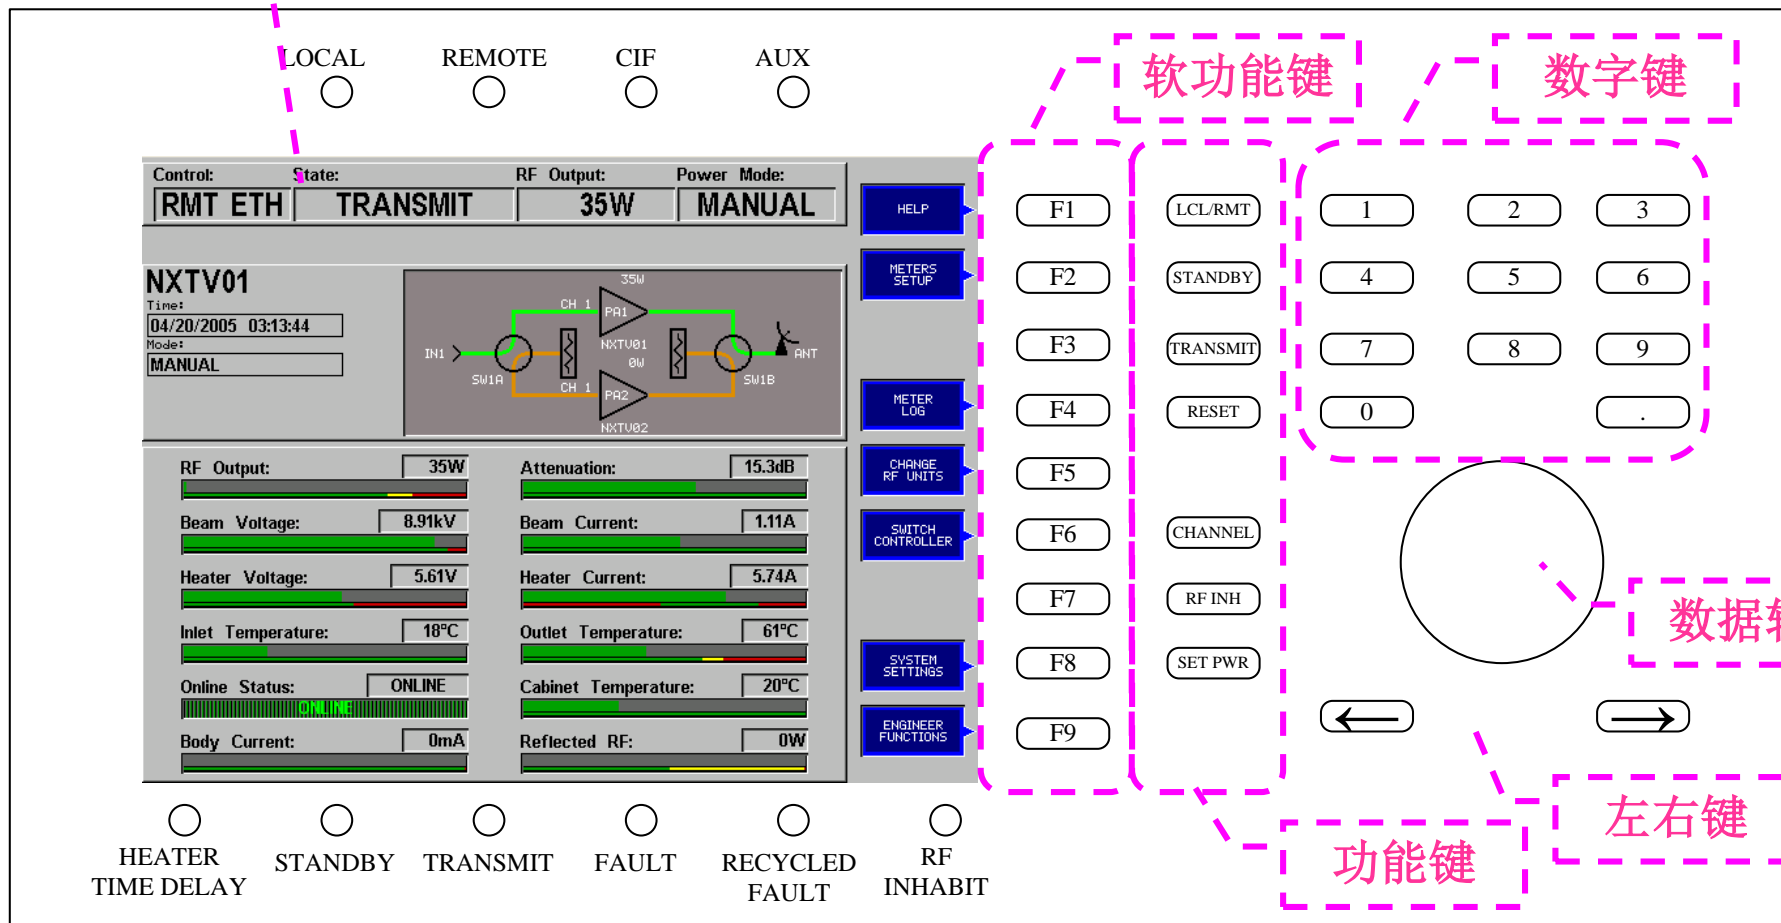 LOCAL
REMOTE
CIF
AUX
软功能键
数字键
Control:
State:
RF Output:
Power Mode:
RMT ETH
TRANSMIT
35W
MANUAL
HELP
METERS
SETUP
METER
LOG
CHANGE
RF UNITS
SWITCH
CONTROLLER
SYSTEM
SETTINGS
ENGINEER
FUNCTIONS
NXTV01
Time:
04/20/2005 03:13:44
Mode:
MANUAL
35W
CH 1
PA1
NXTV01
IN1
ANT
0W
SW1A
SW1B
CH 1
PA2
NXTV02
RF Output: 35W
Attenuation: 15.3dB
Beam Voltage: 8.91kV
Beam Current: 1.11A
Heater Voltage: 5.61V
Heater Current: 5.74A
Inlet Temperature: 18°C
Outlet Temperature: 61°C
Online Status: ONLINE
ONLINE
Cabinet Temperature: 20°C
Body Current: 0mA
Reflected RF: 0W
F1
F2
F3
F4
F5
F6
F7
F8
F9
LCL/RMT
STANDBY
TRANSMIT
RESET
CHANNEL
RF INH
SET PWR
1 2 3
4 5 6
7 8 9
0 .
数据
← →
左右键
功能键
HEATER
TIME DELAY
STANDBY
TRANSMIT
FAULT
RECYCLED
FAULT
RF
INHABIT